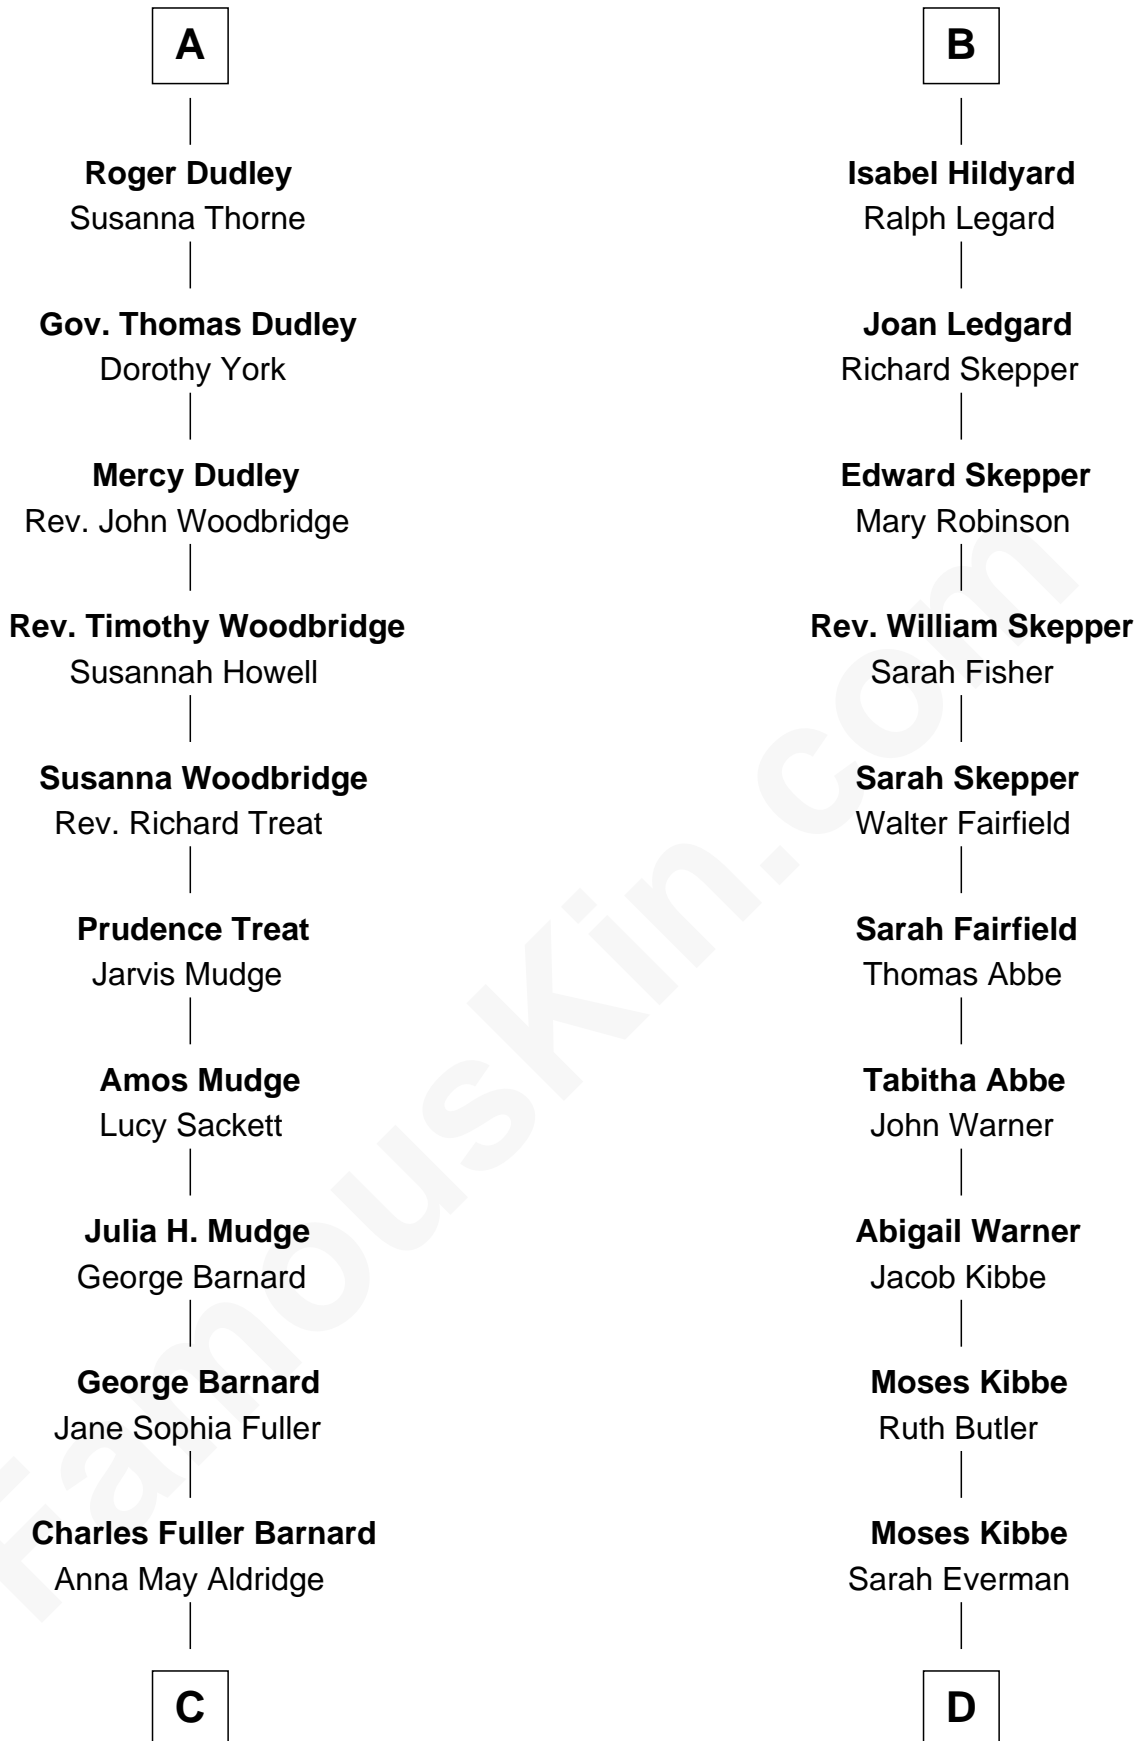 A
Roger Dudley
Susanna Thorne
Gov. Thomas Dudley
Dorothy York
Mercy Dudley
Rev. John Woodbridge
Rev. Timothy Woodbridge
Susannah Howell
Susanna Woodbridge
Rev. Richard Treat
Prudence Treat
Jarvis Mudge
Amos Mudge
Lucy Sackett
Julia H. Mudge
George Barnard
George Barnard
Jane Sophia Fuller
Charles Fuller Barnard
Anna May Aldridge
C
B
Isabel Hildyard
Ralph Legard
Joan Ledgard
Richard Skepper
Edward Skepper
Mary Robinson
Rev. William Skepper
Sarah Fisher
Sarah Skepper
Walter Fairfield
Sarah Fairfield
Thomas Abbe
Tabitha Abbe
John Warner
Abigail Warner
Jacob Kibbe
Moses Kibbe
Ruth Butler
Moses Kibbe
Sarah Everman
D
FamousKin.com